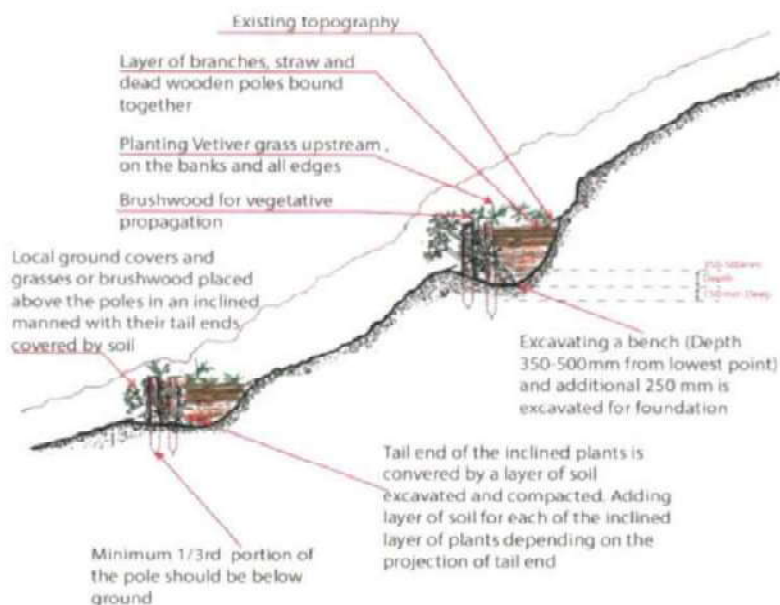 Existing topography
Layer of branches, straw and
dead wooden poles bound
together
Planting Vetiver grass upstream ,
on the banks and all edges
Brushwood for vegetative
propagation
Local ground covers and
grasses or brushwood placed
above the poles in an inclined
manned with their tail ends
covered by soil
Depth
Excavating a bench (Depth
350-500mm from lowest point)
and additional 250 mm is
excavated for foundation
Tail end of the inclined plants is
convered by a layer of soil
excavated and compacted. Adding
layer of soil for each of the inclined
layer of plants depending on the
projection of tail end
Minimum 1/3rd portion of
the pole should be below
ground